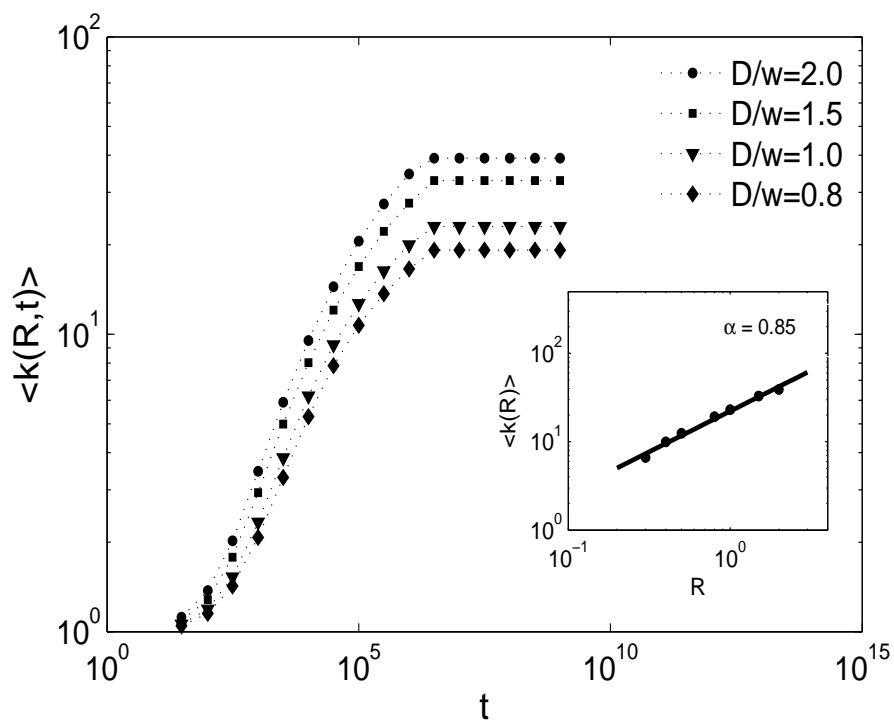 10^2
D/w=2.0
D/w=1.5
D/w=1.0
D/w=0.8
<k(R,t)>
10^1
α = 0.85
<k(R)>
10^2
10^1
10^0
10^-1
10^0
R
10^0
10^0
10^5
10^10
10^15
t